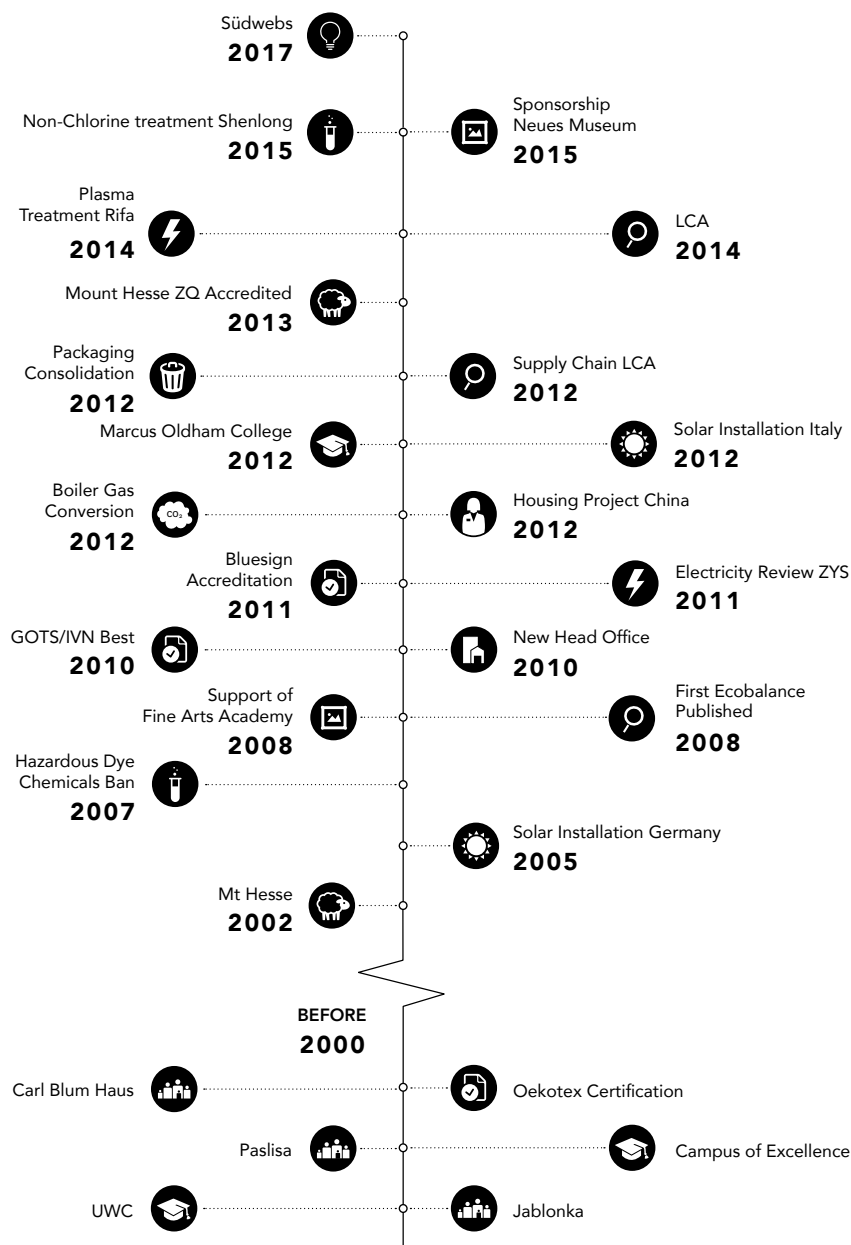 Südwebs
2017
Non-Chlorine treatment Shenlong
2015
Sponsorship
Neues Museum
2015
Plasma
Treatment Rifa
2014
LCA
2014
Mount Hesse ZQ Accredited
2013
Packaging
Consolidation
2012
Supply Chain LCA
2012
Marcus Oldham College
2012
Solar Installation Italy
2012
Boiler Gas
Conversion
2012
CO₂
Housing Project China
2012
Bluesign
Accreditation
2011
Electricity Review ZYS
2011
GOTS/IVN Best
2010
New Head Office
2010
Support of
Fine Arts Academy
2008
First Ecobalance
Published
2008
Hazardous Dye
Chemicals Ban
2007
Solar Installation Germany
2005
Mt Hesse
2002
BEFORE
2000
Carl Blum Haus
Oekotex Certification
Paslisa
Campus of Excellence
UWC
Jablonka